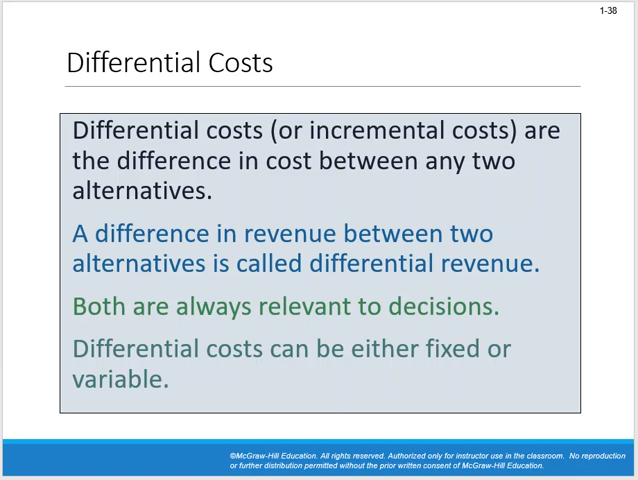 1-38
Differential Costs
Differential costs (or incremental costs) are
the difference in cost between any two
alternatives.
A difference in revenue between two
alternatives is called differential revenue.
Both are always relevant to decisions.
Differential costs can be either fixed or
variable.
©McGraw-Hill Education. All rights reserved. Authorized only for instructor use in the classroom. No reproduction
or further distribution permitted without the prior written consent of McGraw-Hill Education.